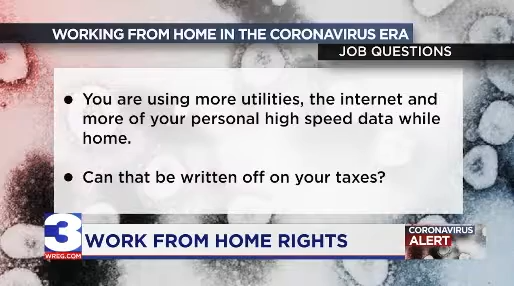 WORKING FROM HOME IN THE CORONAVIRUS ERA
JOB QUESTIONS
• You are using more utilities, the internet and
more of your personal high speed data while
home.
• Can that be written off on your taxes?
3
WREG.COM
WORK FROM HOME RIGHTS
CORONAVIRUS
ALERT